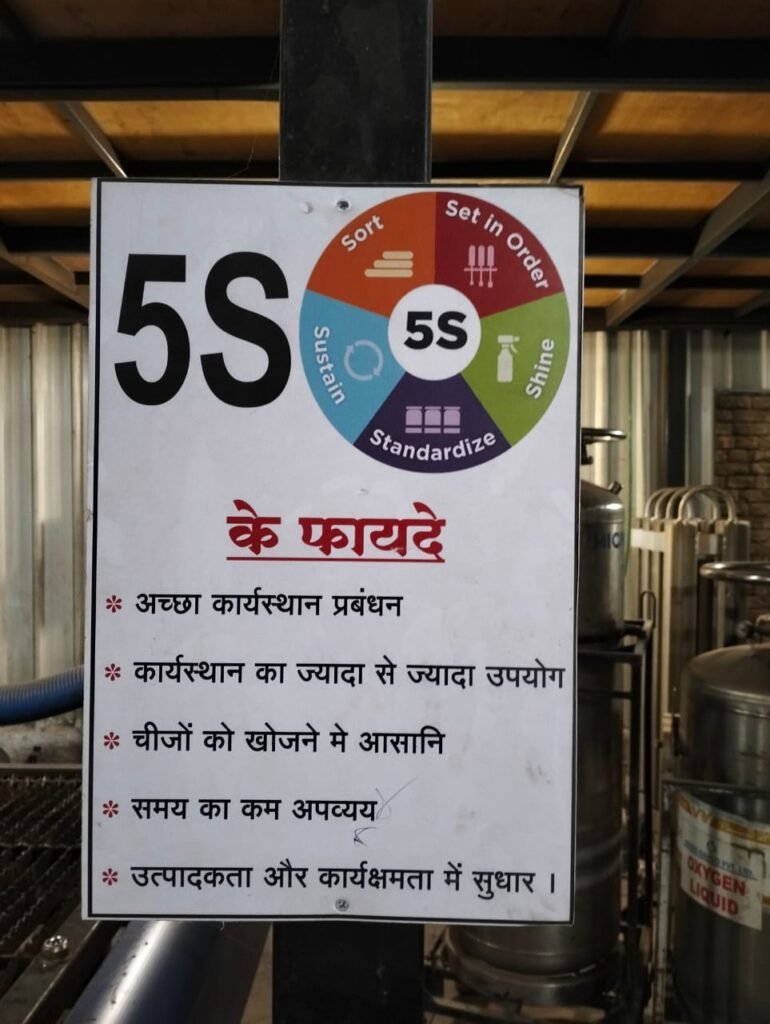 5S
Sort
Set in Order
Shine
Standardize
Sustain
5S
के फायदे
* अच्छा कार्यस्थान प्रबंधन
* कार्यस्थान का ज्यादा से ज्यादा उपयोग
* चीजों को खोजने मे आसानि
* समय का कम अपव्यय
* उत्पादकता और कार्यक्षमता में सुधार ।
OXYGEN
LIQUID